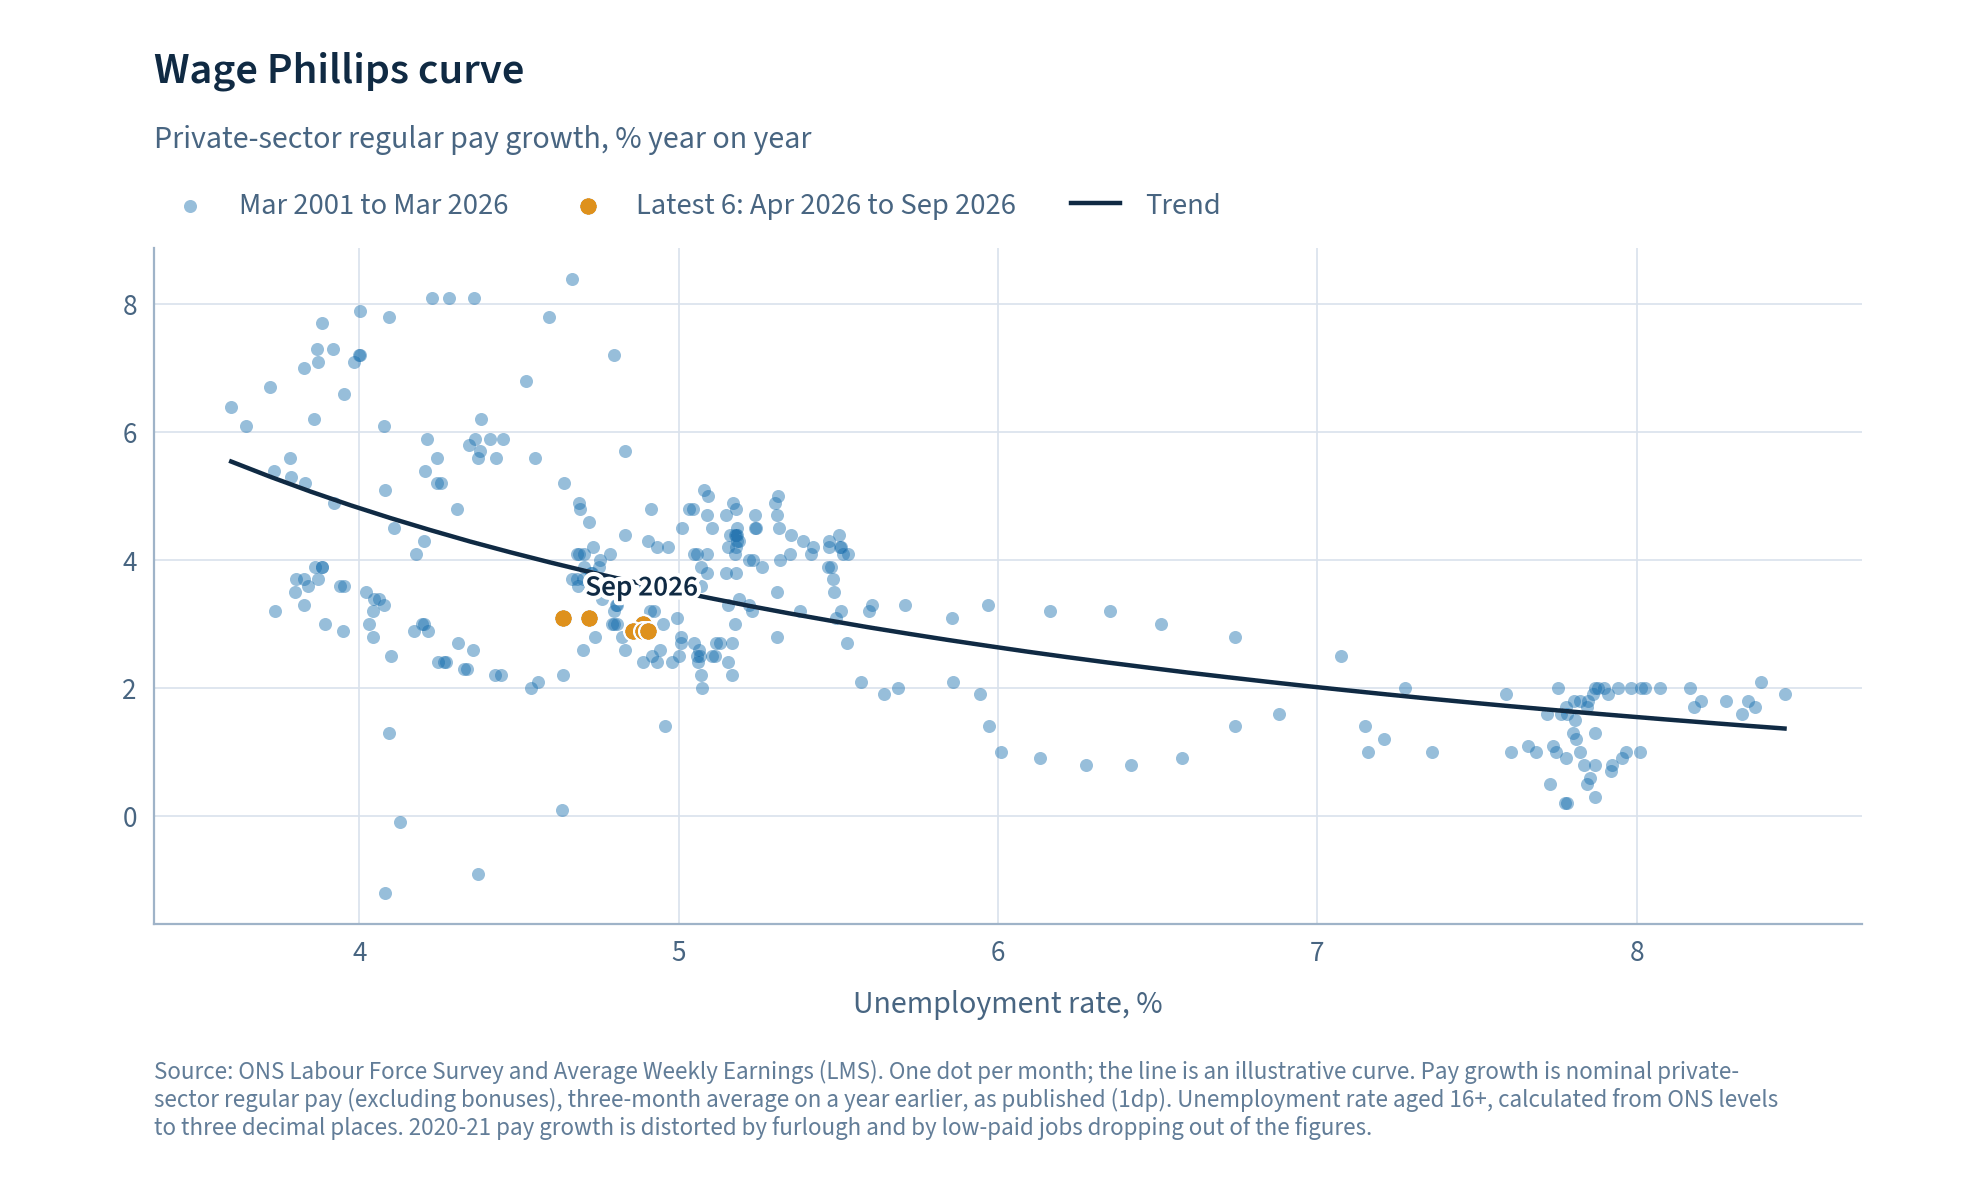 Wage Phillips curve
Private-sector regular pay growth, % year on year
Mar 2001 to Mar 2026
Latest 6: Apr 2026 to Sep 2026
Trend
8
6
4
2
0
Sep 2026
4
5
6
7
8
Unemployment rate, %
Source: ONS Labour Force Survey and Average Weekly Earnings (LMS). One dot per month; the line is an illustrative curve. Pay growth is nominal private-
sector regular pay (excluding bonuses), three-month average on a year earlier, as published (1dp). Unemployment rate aged 16+, calculated from ONS levels
to three decimal places. 2020-21 pay growth is distorted by furlough and by low-paid jobs dropping out of the figures.